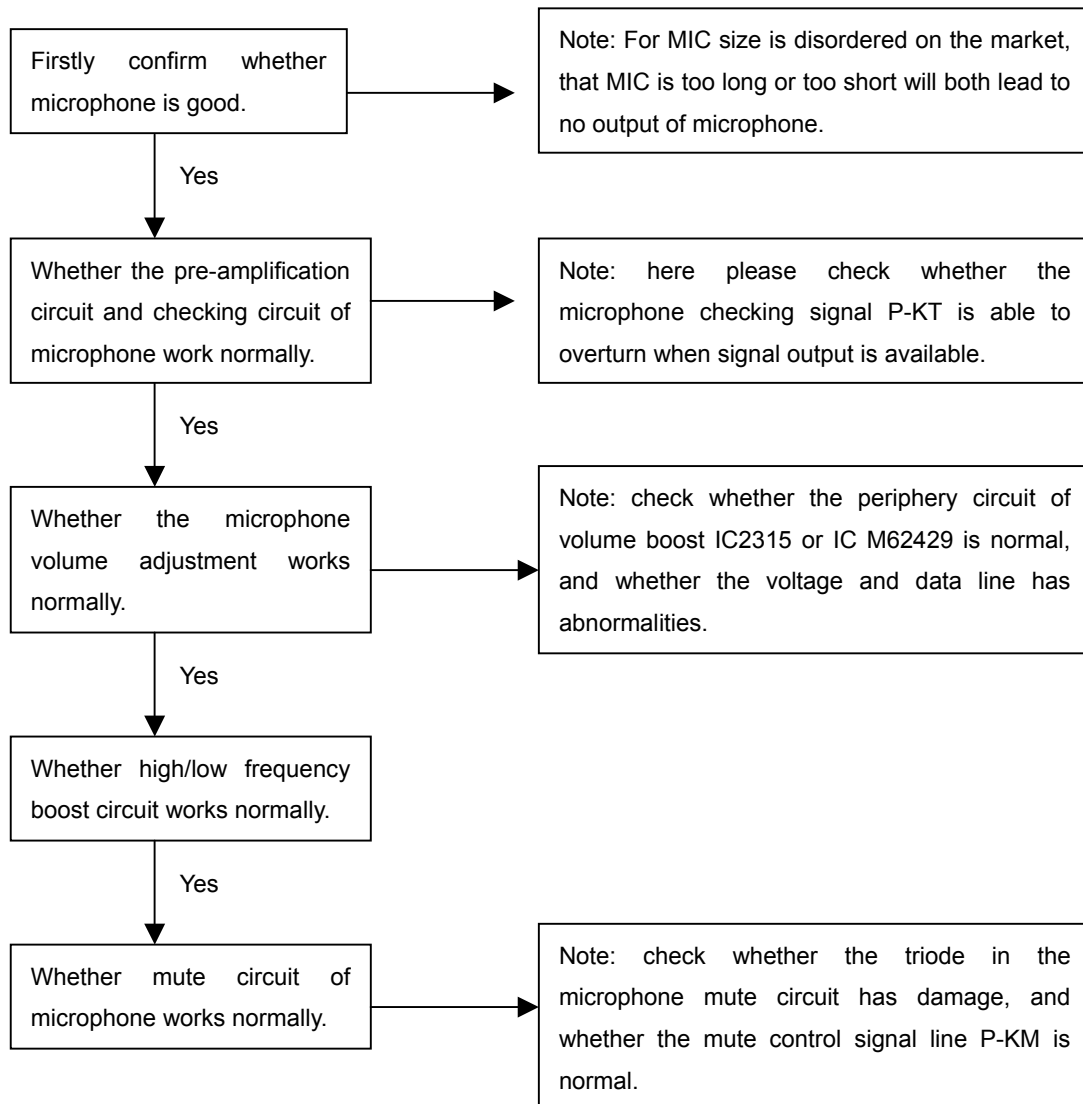 Firstly confirm whether
microphone is good.
Note: For MIC size is disordered on the market,
that MIC is too long or too short will both lead to
no output of microphone.
Yes
Whether the pre-amplification
circuit and checking circuit of
microphone work normally.
Note: here please check whether the
microphone checking signal P-KT is able to
overturn when signal output is available.
Yes
Whether the microphone
volume adjustment works
normally.
Note: check whether the periphery circuit of
volume boost IC2315 or IC M62429 is normal,
and whether the voltage and data line has
abnormalities.
Yes
Whether high/low frequency
boost circuit works normally.
Yes
Whether mute circuit of
microphone works normally.
Note: check whether the triode in the
microphone mute circuit has damage, and
whether the mute control signal line P-KM is
normal.